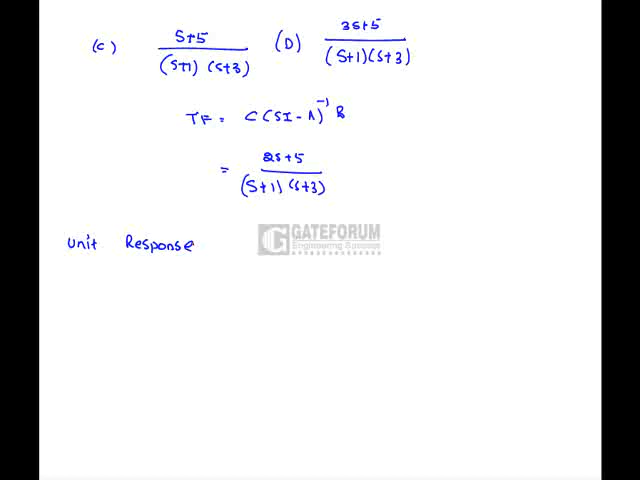 (C) S+5 / (S+1) (S+3) (D) 3S+5 / (S+1)(S+3)
TF = C (SI - A)^-1 B
= 2S+5 / (S+1) (S+3)
Unit Response
GATEFORUM
Engineering Success